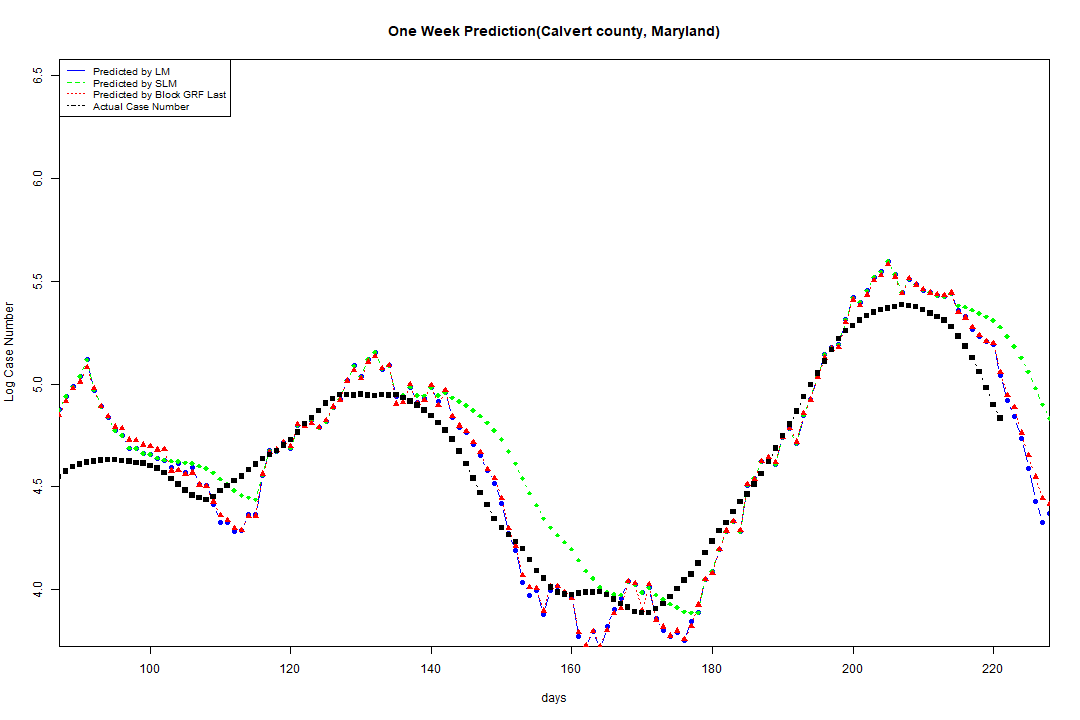 One Week Prediction(Calvert county, Maryland)
Predicted by LM
Predicted by SLM
Predicted by Block GRF Last
Actual Case Number
Log Case Number
6.5
6.0
5.5
5.0
4.5
4.0
100 120 140 160 180 200 220
days